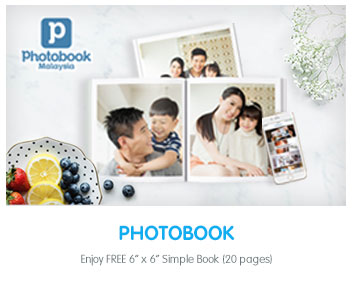 p
Photobook
Malaysia
PHOTOBOOK
Enjoy FREE 6” x 6” Simple Book (20 pages)